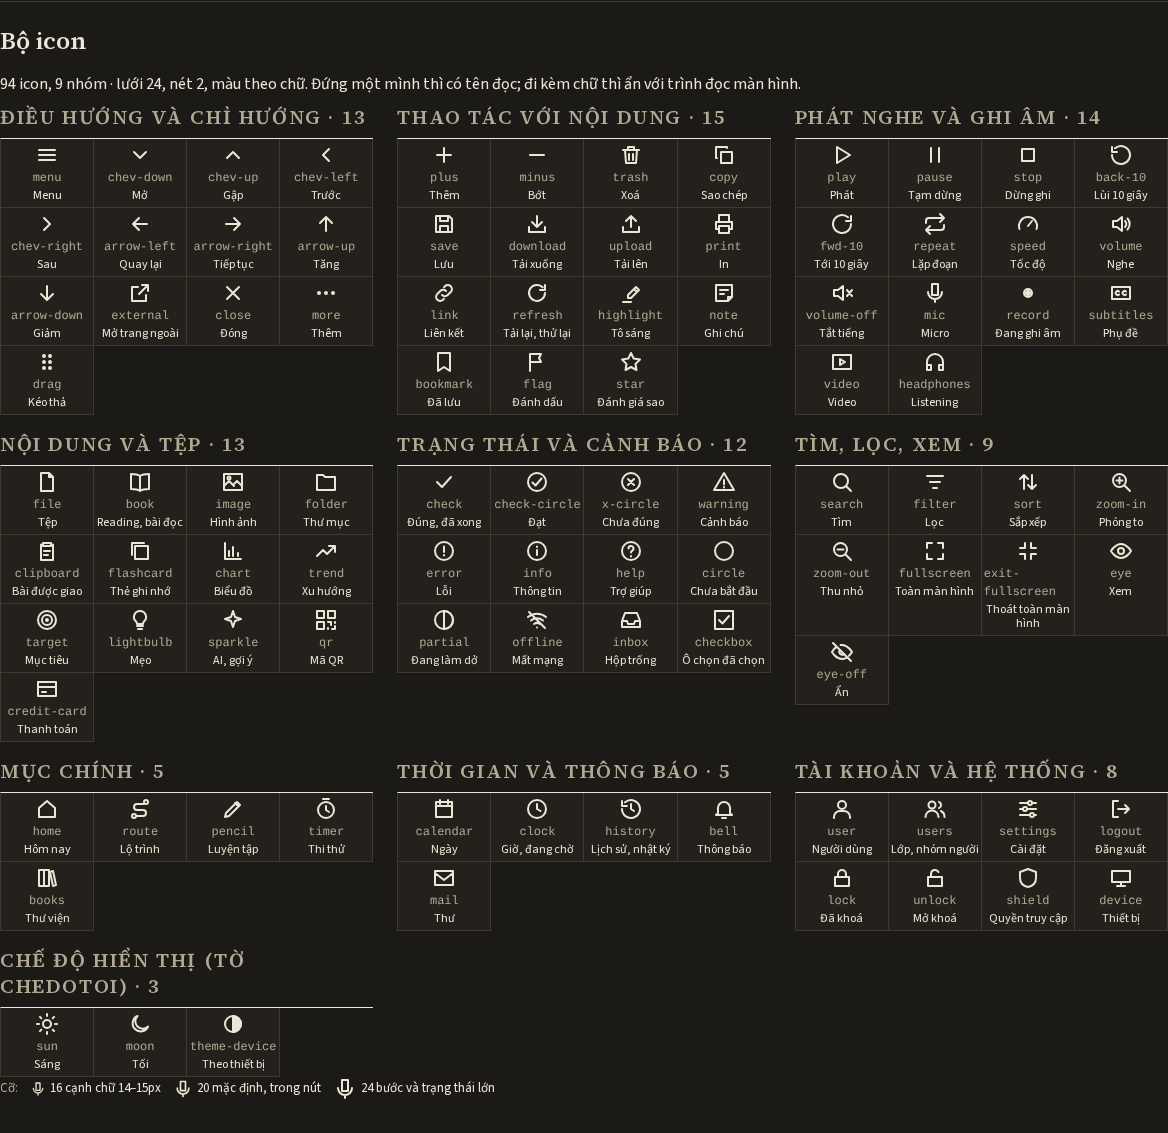 Bộ icon
94 icon, 9 nhóm · lưới 24, nét 2, màu theo chữ. Đứng một mình thì có tên đọc; đi kèm chữ thì ẩn với trình đọc màn hình.
ĐIỀU HƯỚNG VÀ CHỈ HƯỚNG · 13
menu chev-down chev-up chev-left
Menu Mở Gập Trước
chev-right arrow-left arrow-right arrow-up
Sau Quay lại Tiếp tục Tăng
arrow-down external close more
Giảm Mở trang ngoài Đóng Thêm
drag
Kéo thả
THAO TÁC VỚI NỘI DUNG · 15
plus minus trash copy
Thêm Bớt Xoá Sao chép
save download upload print
Lưu Tải xuống Tải lên In
link refresh highlight note
Liên kết Tải lại, thử lại Tô sáng Ghi chú
bookmark flag star
Đã lưu Đánh dấu Đánh giá sao
PHÁT NGHE VÀ GHI ÂM · 14
play pause stop back-10
Phát Tạm dừng Dừng ghi Lùi 10 giây
fwd-10 repeat speed volume
Tới 10 giây Lặp đoạn Tốc độ Nghe
volume-off mic record subtitles
Tắt tiếng Micro Đang ghi âm Phụ đề
video headphones
Video Listening
NỘI DUNG VÀ TỆP · 13
file book image folder
Tệp Reading, bài đọc Hình ảnh Thư mục
clipboard flashcard chart trend
Bài được giao Thẻ ghi nhớ Biểu đồ Xu hướng
target lightbulb sparkle qr
Mục tiêu Mẹo AI, gợi ý Mã QR
credit-card
Thanh toán
TRẠNG THÁI VÀ CẢNH BÁO · 12
check check-circle x-circle warning
Đúng, đã xong Đạt Chưa đúng Cảnh báo
error info help circle
Lỗi Thông tin Trợ giúp Chưa bắt đầu
partial offline inbox checkbox
Đang làm dở Mất mạng Hộp trống Ô chọn đã chọn
TÌM, LỌC, XEM · 9
search filter sort zoom-in
Tìm Lọc Sắp xếp Phóng to
zoom-out fullscreen exit-fullscreen eye
Thu nhỏ Toàn màn hình Thoát toàn màn hình Xem
eye-off
Ẩn
MỤC CHÍNH · 5
home route pencil timer
Hôm nay Lộ trình Luyện tập Thi thử
books
Thư viện
THỜI GIAN VÀ THÔNG BÁO · 5
calendar clock history bell
Ngày Giờ, đang chờ Lịch sử, nhật ký Thông báo
mail
Thư
TÀI KHOẢN VÀ HỆ THỐNG · 8
user users settings logout
Người dùng Lớp, nhóm người Cài đặt Đăng xuất
lock unlock shield device
Đã khoá Mở khoá Quyền truy cập Thiết bị
CHẾ ĐỘ HIỂN THỊ (TỜ
CHEDOTOI) · 3
sun moon theme-device
Sáng Tối Theo thiết bị
Cỡ: 16 cạnh chữ 14–15px 20 mặc định, trong nút 24 bước và trạng thái lớn